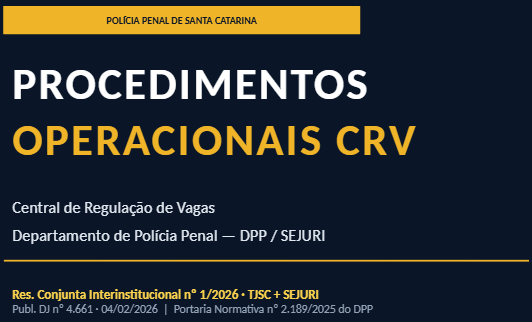 POLÍCIA PENAL DE SANTA CATARINA
PROCEDIMENTOS
OPERACIONAIS CRV
Central de Regulação de Vagas
Departamento de Polícia Penal — DPP / SEJURI
Res. Conjunta Interinstitucional nº 1/2026 · TJSC + SEJURI
Publ. DJ nº 4.661 · 04/02/2026 | Portaria Normativa nº 2.189/2025 do DPP